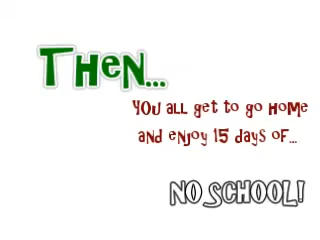 THEN...
YOU ALL GET TO GO HOME
AND ENJOY 15 DAYS OF...
NO SCHOOL!